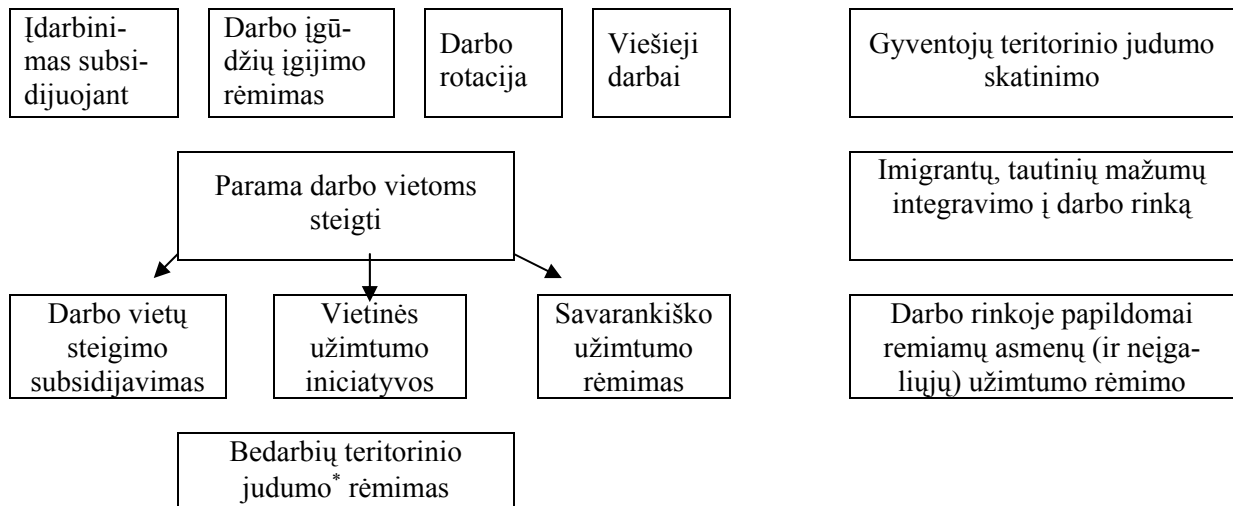 Įdarbini-
mas subsi-
dijuojant
Darbo įgū-
džių įgijimo
rėmimas
Darbo
rotacija
Viešieji
darbai
Gyventojų teritorinio judumo
skatinimo
Parama darbo vietoms
steigti
Imigrantų, tautinių mažumų
integravimo į darbo rinką
Darbo vietų
steigimo
subsidijavimas
Vietinės
užimtumo
iniciatyvos
Savarankiško
užimtumo
rėmimas
Darbo rinkoje papildomai
remiamų asmenų (ir neįga-
liųjų) užimtumo rėmimo
Bedarbių teritorinio
judumo* rėmimas